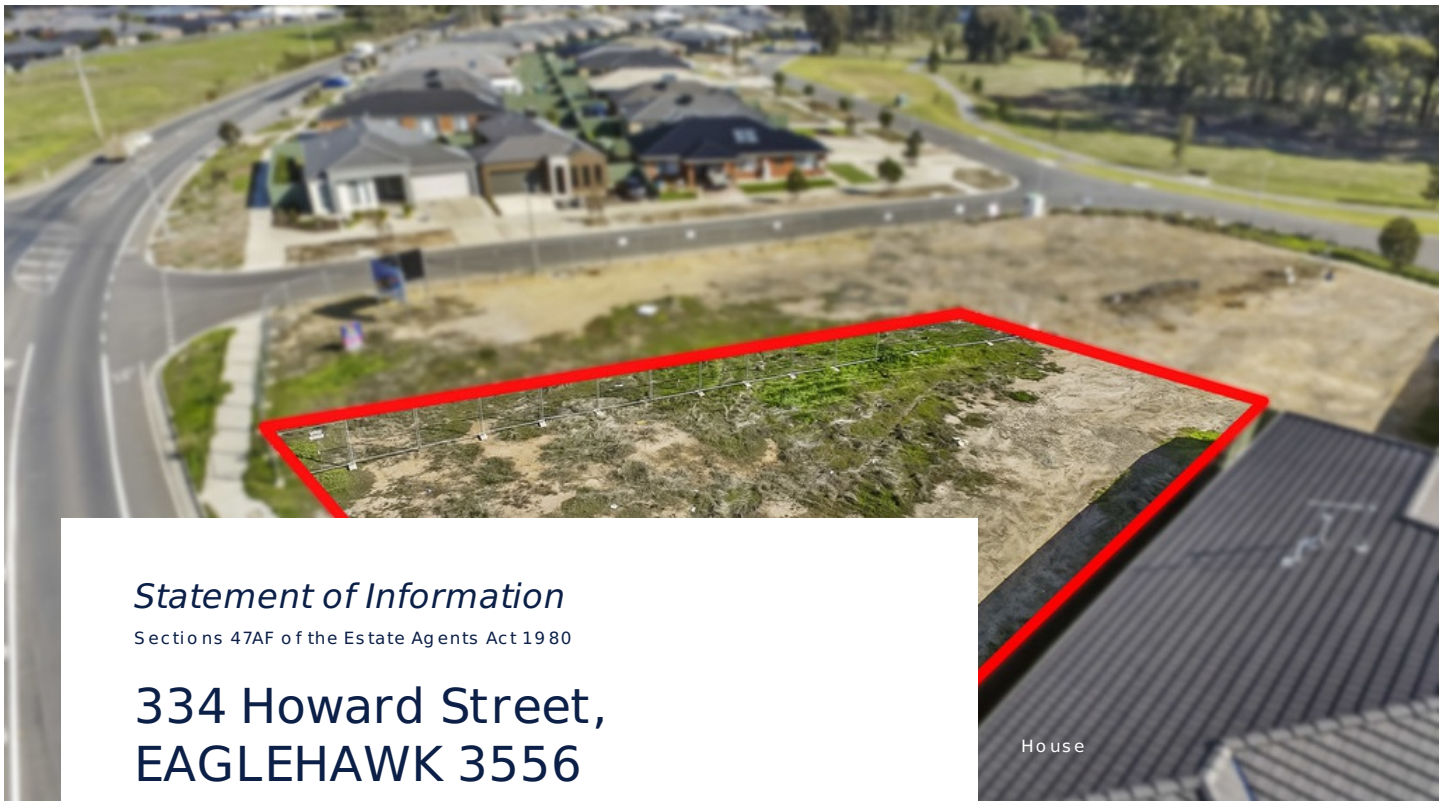 Statement of Information
Sections 47AF of the Estate Agents Act 1980
334 Howard Street,
EAGLEHAWK 3556
House